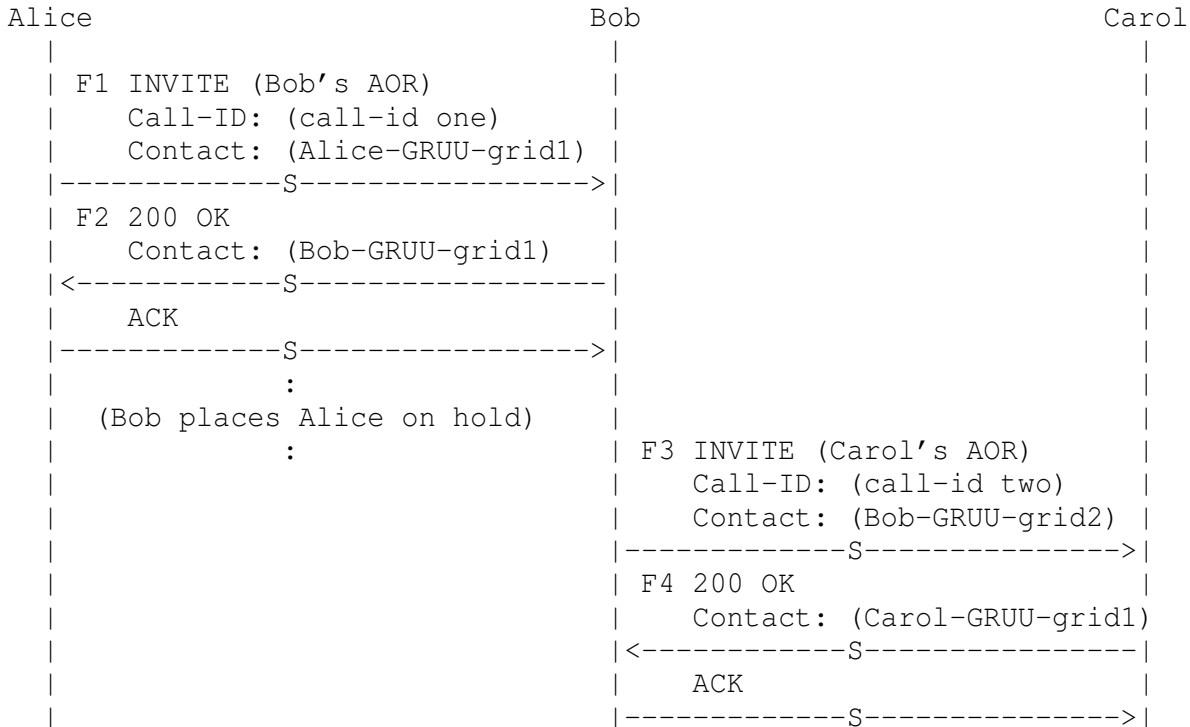 Alice                                    Bob                                 Carol
  |                                       |                                    |
  | F1 INVITE (Bob's AOR)                 |                                    |
  |    Call-ID: (call-id one)             |                                    |
  |    Contact: (Alice-GRUU-grid1)        |                                    |
  |-------------S----------------->|                                    |
  | F2 200 OK                             |                                    |
  |    Contact: (Bob-GRUU-grid1)          |                                    |
  |<------------S------------------|                                    |
  |    ACK                                |                                    |
  |-------------S----------------->|                                    |
  |             :                         |                                    |
  |  (Bob places Alice on hold)           |                                    |
  |             :                         | F3 INVITE (Carol's AOR)            |
  |                                       |    Call-ID: (call-id two)          |
  |                                       |    Contact: (Bob-GRUU-grid2)       |
  |                                       |-------------S--------------->|
  |                                       | F4 200 OK                          |
  |                                       |    Contact: (Carol-GRUU-grid1)
  |                                       |<------------S----------------|
  |                                       |    ACK                             |
  |                                       |-------------S--------------->|